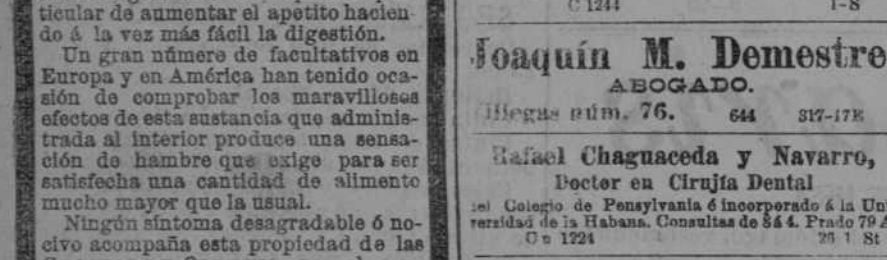 ticular de aumentar el apetito hacien-
do á la vez más fácil la digestión.
Un gran númere de facultativos en
Europa y en América han tenido oca-
sión de comprobar los maravillosos
efectos de esta sustancia que adminis-
trada al interior produce una sensa-
ción de hambre que exige para ser
satisfecha una cantidad de alimento
mucho mayor que la usual.
Ningún síntoma desagradable ó no-
civo acompaña esta propiedad de las
C 1244 1-S
Joaquín M. Demestre
ABOGADO.
Villegas núm. 76. 644 317-17E
Rafael Chaguaceda y Navarro,
Doctor en Cirujía Dental
del Colegio de Pensylvania é incorporado á la Uni
versidad de la Habana. Consultas de 8 á 4. Prado 79 A
Cn 1224 26 1 St